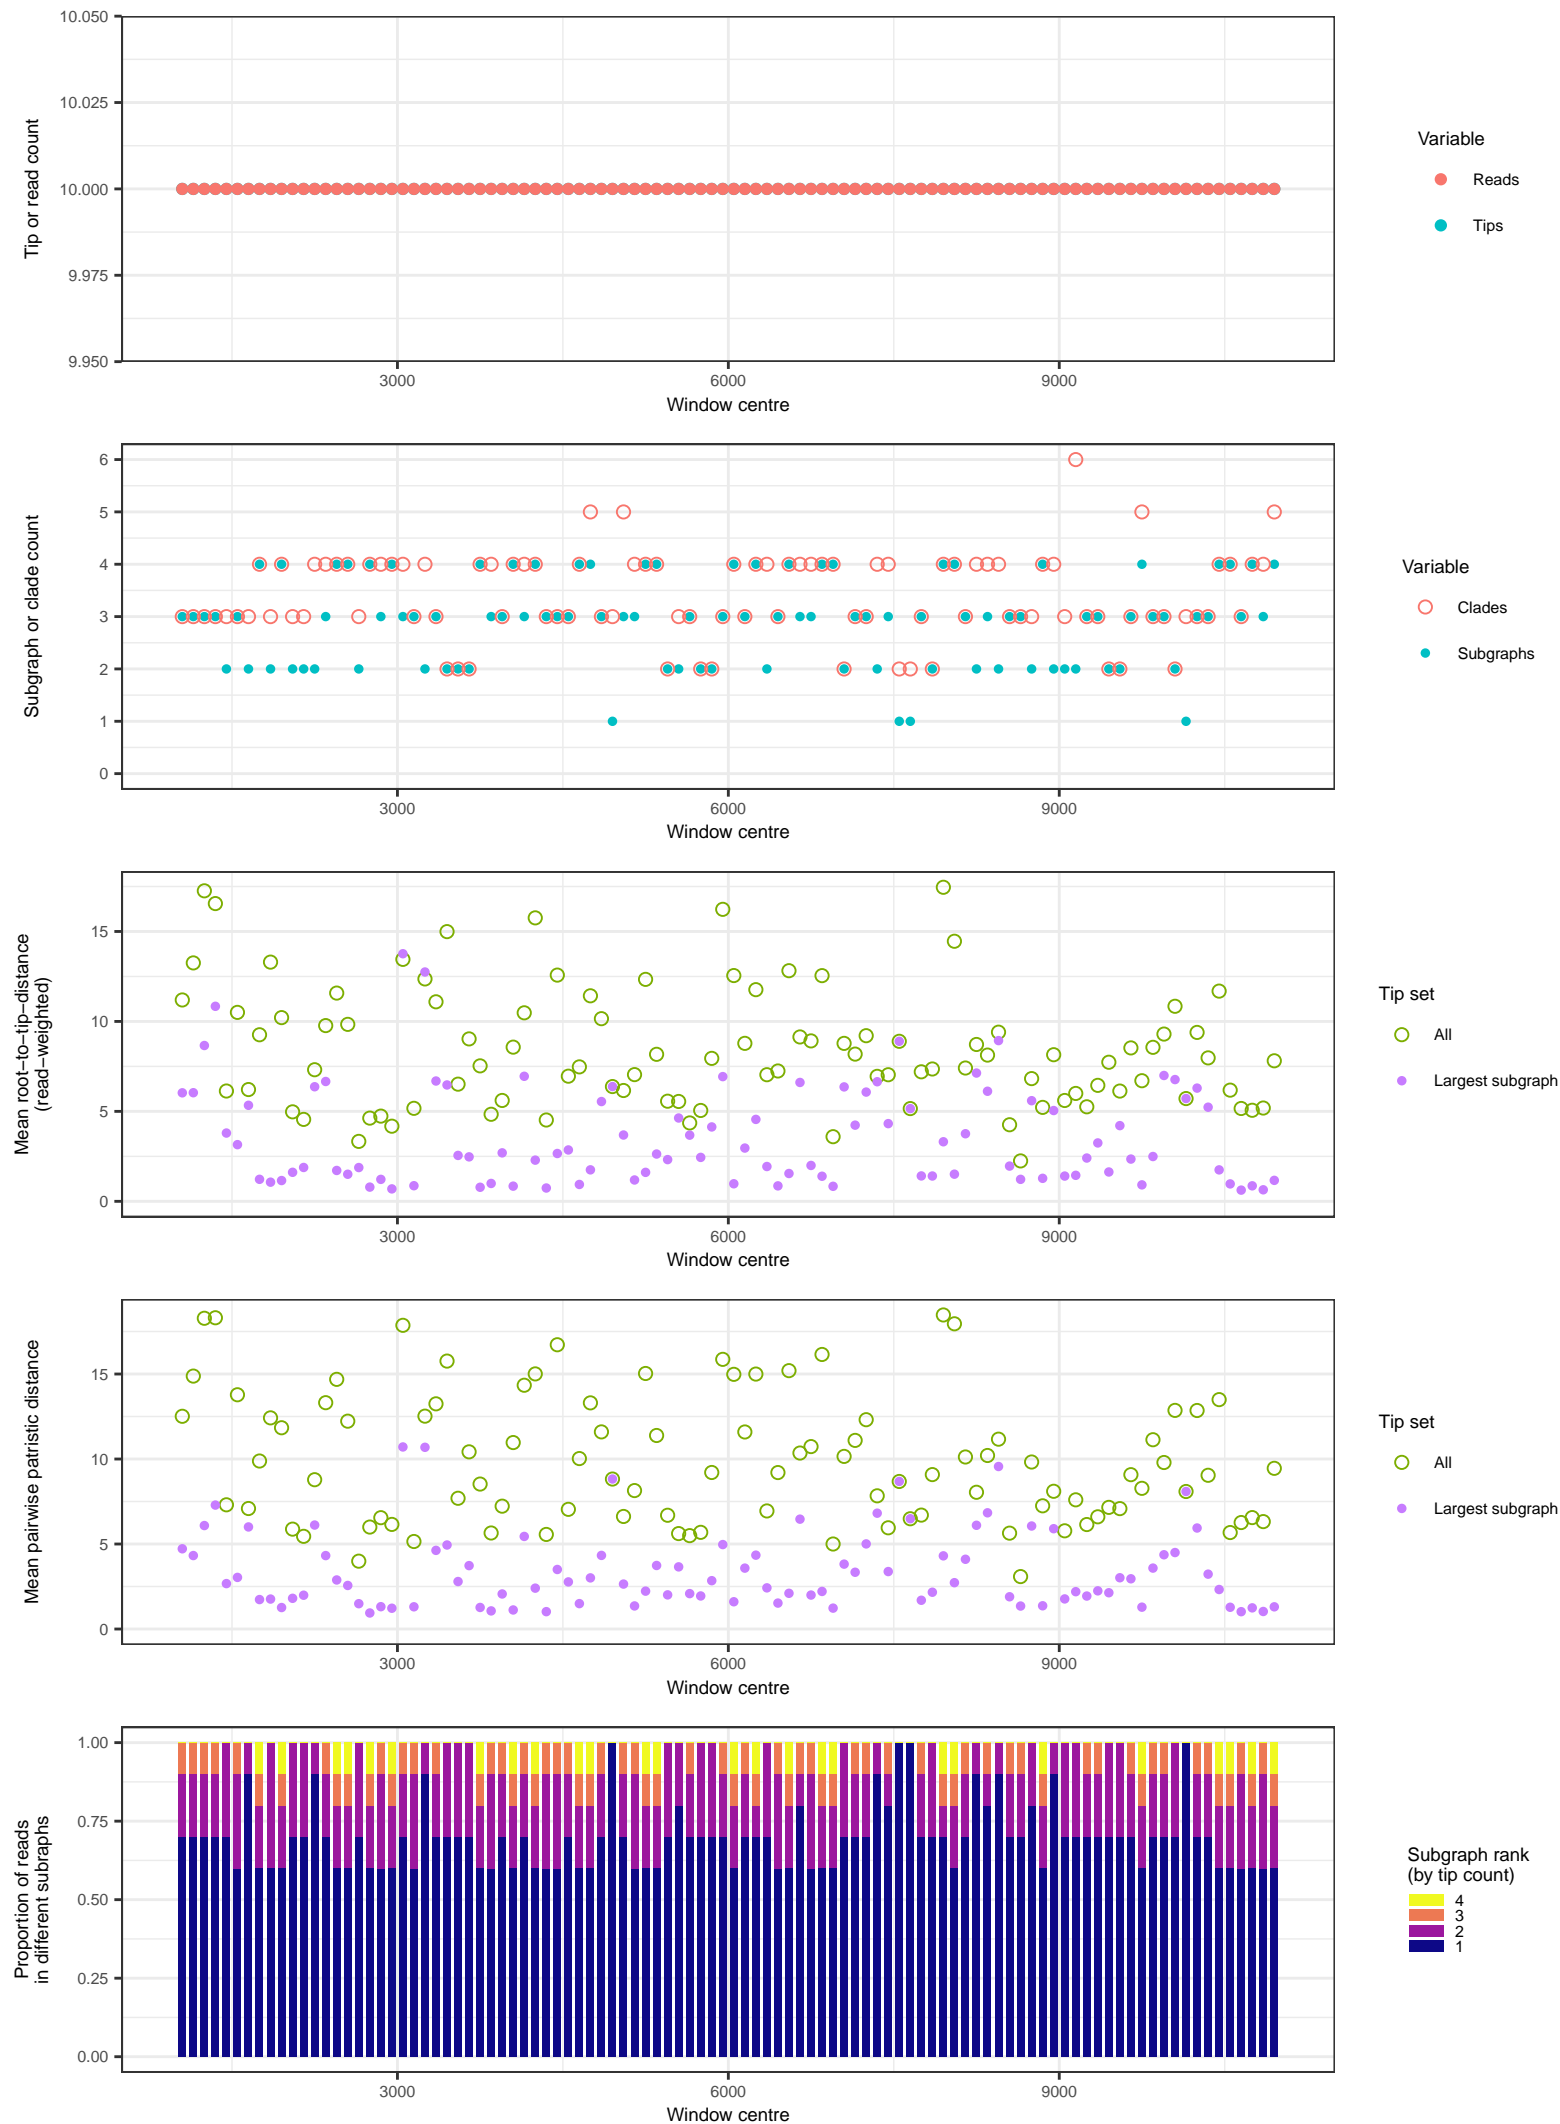 10.050
10.025
10.000
9.975
9.950
Tip or read count
3000 6000 9000
Window centre
Variable
Reads
Tips
6
5
4
3
2
1
0
Subgraph or clade count
3000 6000 9000
Window centre
Variable
Clades
Subgraphs
15
10
5
0
Mean root−to−tip−distance
(read−weighted)
3000 6000 9000
Window centre
Tip set
All
Largest subgraph
15
10
5
0
Mean pairwise patristic distance
3000 6000 9000
Window centre
Tip set
All
Largest subgraph
1.00
0.75
0.50
0.25
0.00
Proportion of reads
in different subraphs
3000 6000 9000
Window centre
Subgraph rank
(by tip count)
4
3
2
1